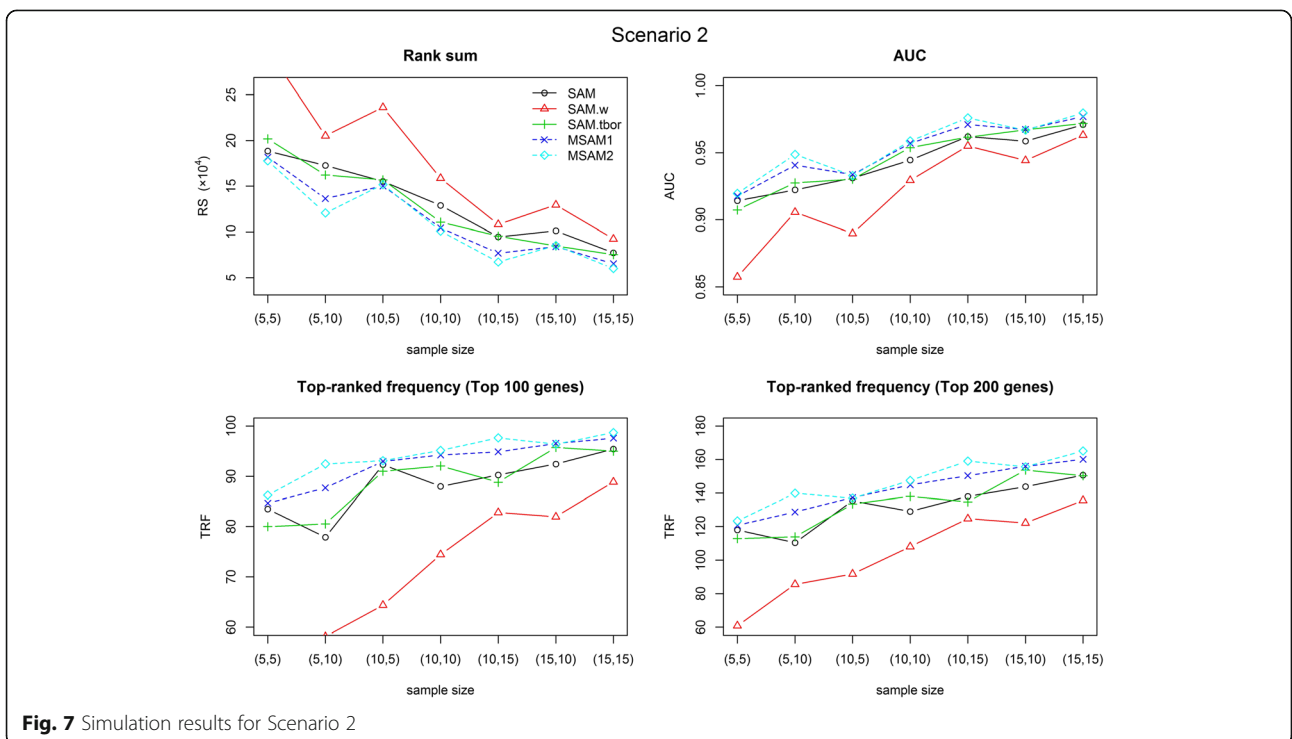 Scenario 2
Rank sum
25
20
15
10
5
RS (×10⁴)
SAM
SAM.w
SAM.tbor
MSAM1
MSAM2
(5,5) (5,10) (10,5) (10,10) (10,15) (15,10) (15,15)
sample size
AUC
1.00
0.95
0.90
0.85
AUC
(5,5) (5,10) (10,5) (10,10) (10,15) (15,10) (15,15)
sample size
Top-ranked frequency (Top 100 genes)
100
90
80
70
60
TRF
(5,5) (5,10) (10,5) (10,10) (10,15) (15,10) (15,15)
sample size
Top-ranked frequency (Top 200 genes)
180
160
140
120
100
80
60
TRF
(5,5) (5,10) (10,5) (10,10) (10,15) (15,10) (15,15)
sample size
Fig. 7 Simulation results for Scenario 2